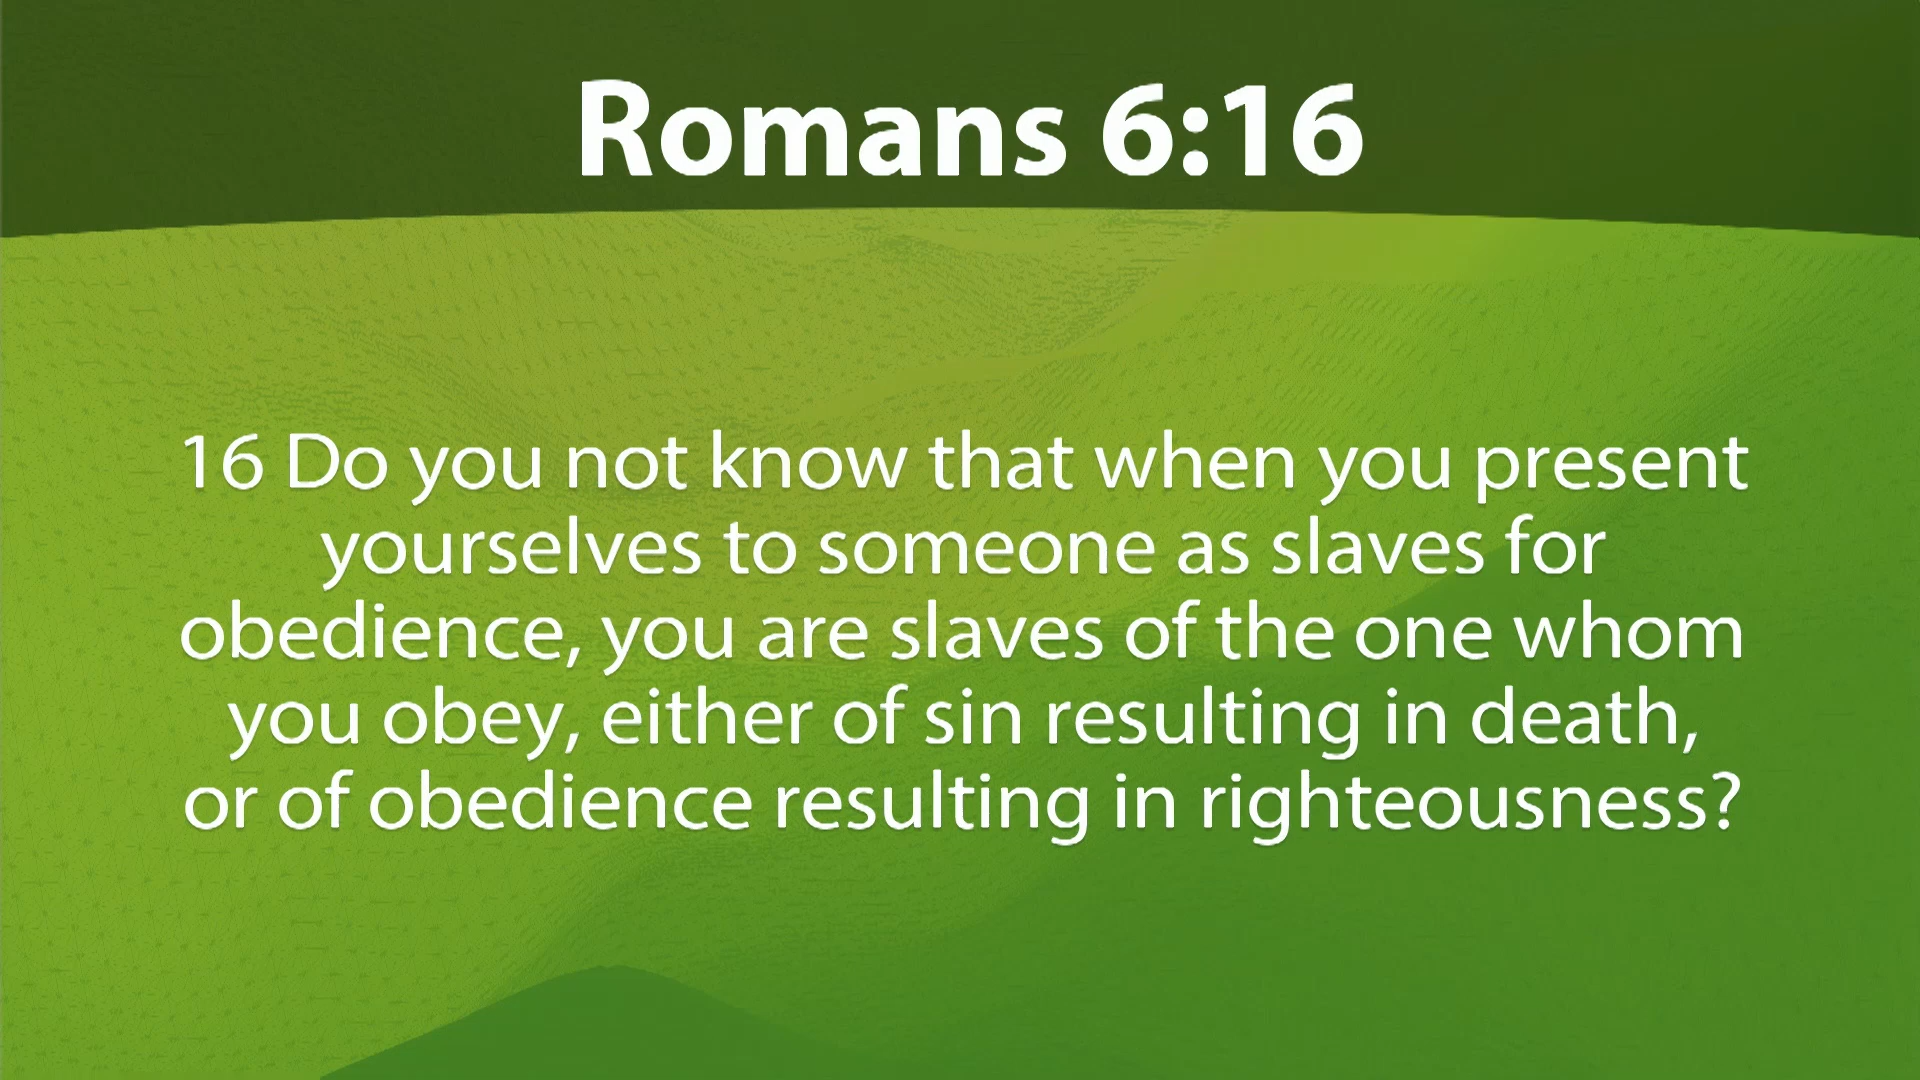 Romans 6:16
16 Do you not know that when you present
yourselves to someone as slaves for
obedience, you are slaves of the one whom
you obey, either of sin resulting in death,
or of obedience resulting in righteousness?